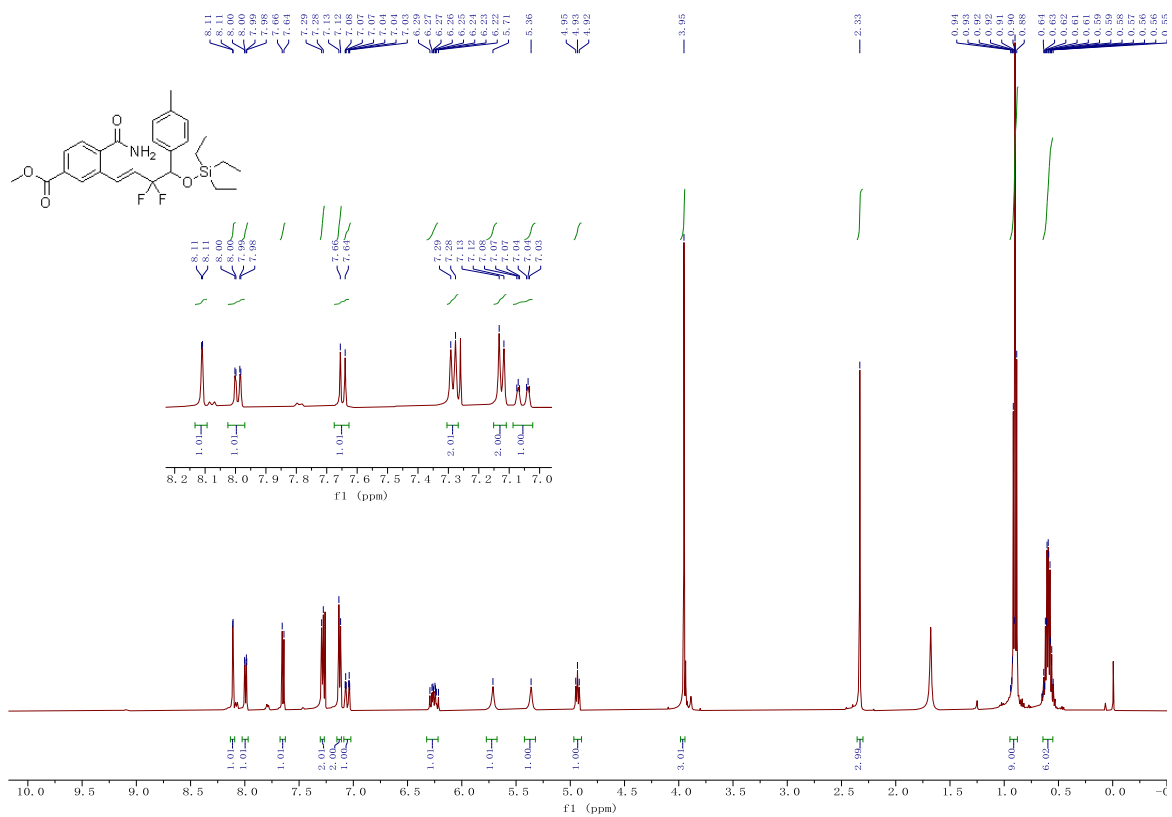 8.11 8.11 8.00 8.00 7.99 7.98 7.66 7.64 7.29 7.28 7.13 7.12 7.08 7.07 7.07 7.04 7.04 7.03 6.29 6.27 6.27 6.26 6.25 6.24 6.23 6.22 5.71 5.36 4.95 4.93 4.92 3.95 2.33 0.94 0.93 0.92 0.92 0.91 0.90 0.88 0.64 0.63 0.62 0.61 0.61 0.59 0.59 0.58 0.57 0.56 0.56 0.55
O
NH2
O
O
F F
O
Si
8.11 8.11 8.00 8.00 7.99 7.98 7.66 7.64 7.29 7.28 7.13 7.12 7.08 7.07 7.07 7.04 7.04 7.03
1.01 1.01 1.01 2.01 2.00 1.00
8.2 8.1 8.0 7.9 7.8 7.7 7.6 7.5 7.4 7.3 7.2 7.1 7.0
f1 (ppm)
1.01 1.01 1.01 2.01 2.00 1.00 1.01 1.01 1.00 1.00 3.01 2.99 9.00 6.02
10.0 9.5 9.0 8.5 8.0 7.5 7.0 6.5 6.0 5.5 5.0 4.5 4.0 3.5 3.0 2.5 2.0 1.5 1.0 0.5 0.0 -0
f1 (ppm)